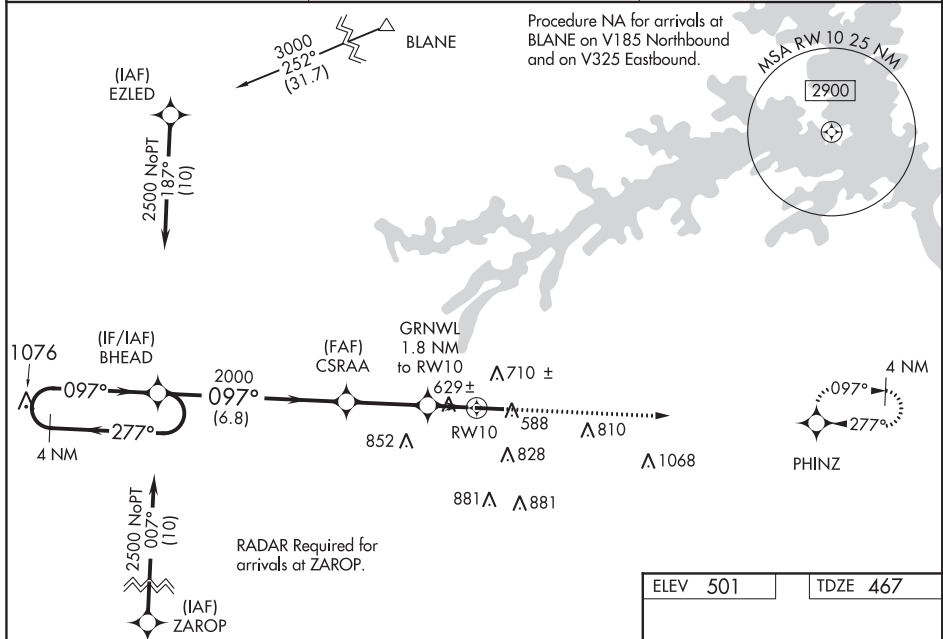 3000
252°
(31.7)
BLANE
Procedure NA for arrivals at
BLANE on V185 Northbound
and on V325 Eastbound.
MSA RW 10 25 NM
2900
(IAF)
EZLED
2500 NoPT
187°
(10)
1076
(IF/IAF)
BHEAD
097°
277°
4 NM
2000
097°
(6.8)
(FAF)
CSRAA
GRNWL
1.8 NM
to RW10
629±
710 ±
RW10
588
810
852
828
1068
881
881
4 NM
097°
277°
PHINZ
2500 NoPT
007°
(10)
RADAR Required for
arrivals at ZAROP.
(IAF)
ZAROP
ELEV 501
TDZE 467